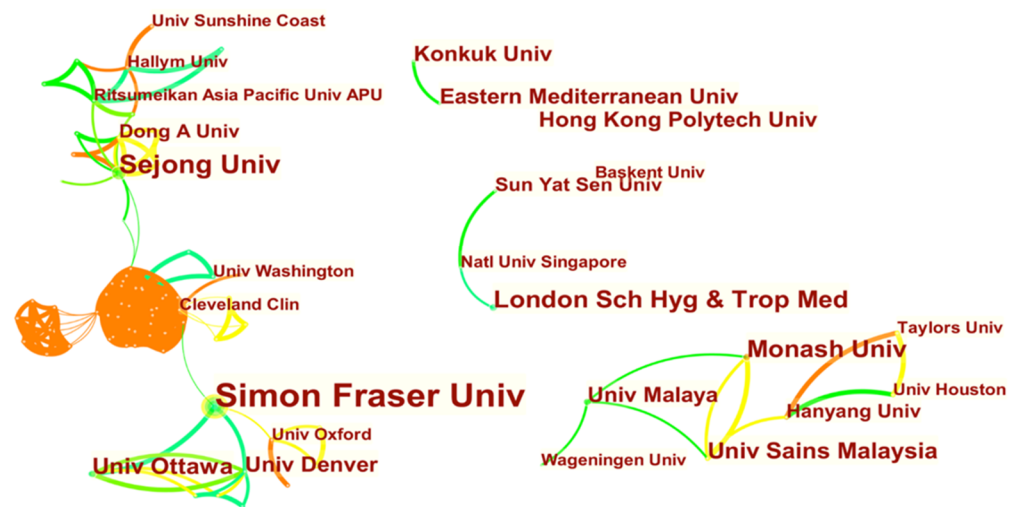 Univ Sunshine Coast
Hallym Univ
Ritsumeikan Asia Pacific Univ APU
Dong A Univ
Sejong Univ
Univ Washington
Cleveland Clin
Simon Fraser Univ
Univ Oxford
Univ Ottawa
Univ Denver
Konkuk Univ
Eastern Mediterranean Univ
Hong Kong Polytech Univ
Baskent Univ
Sun Yat Sen Univ
Natl Univ Singapore
London Sch Hyg & Trop Med
Taylors Univ
Monash Univ
Univ Houston
Univ Malaya
Hanyang Univ
Univ Sains Malaysia
Wageningen Univ